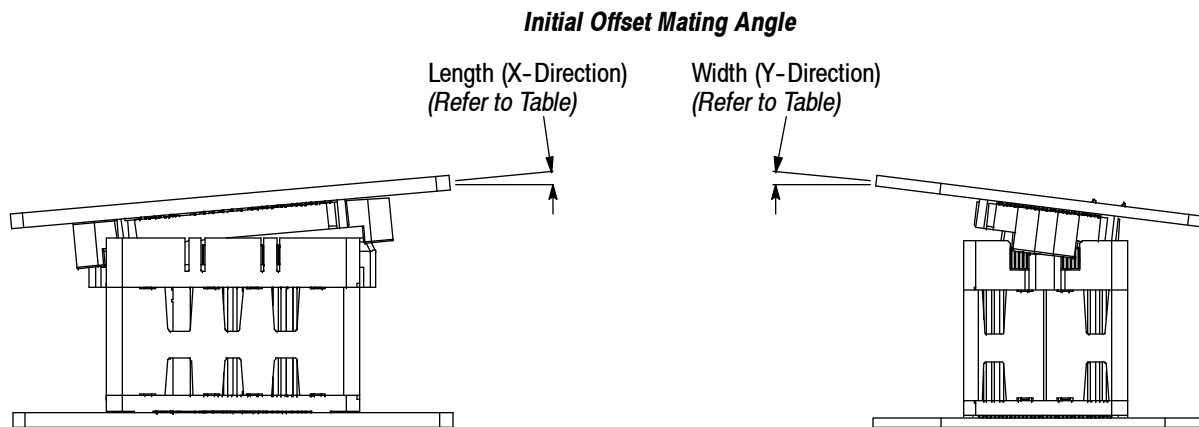 Initial Offset Mating Angle
Length (X-Direction)
(Refer to Table)
Width (Y-Direction)
(Refer to Table)